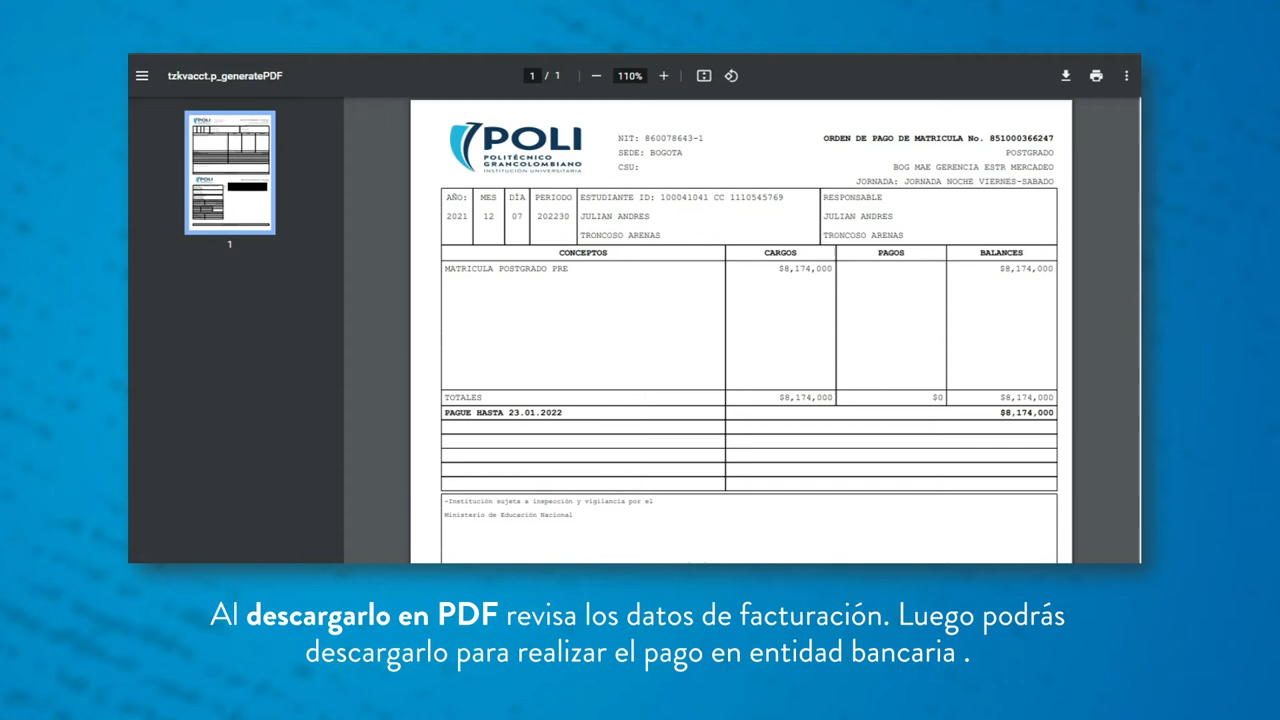 tzkvacct.p_generatePDF
1 / 1
110%
1
POLI
POLITÉCNICO
GRANCOLOMBIANO
INSTITUCIÓN UNIVERSITARIA
NIT: 860078643-1
SEDE: BOGOTA
CSU:
ORDEN DE PAGO DE MATRICULA No. 851000366247
POSTGRADO
BOG MAE GERENCIA ESTR MERCADEO
JORNADA: JORNADA NOCHE VIERNES-SABADO
AÑO: MES DÍA PERIODO ESTUDIANTE ID: 100041041 CC 1110545769 RESPONSABLE
2021 12 07 202230 JULIAN ANDRES JULIAN ANDRES
TRONCOSO ARENAS TRONCOSO ARENAS
CONCEPTOS CARGOS PAGOS BALANCES
MATRICULA POSTGRADO PRE $8,174,000 $8,174,000
TOTALES $8,174,000 $0 $8,174,000
PAGUE HASTA 23.01.2022 $8,174,000
-Institución sujeta a inspección y vigilancia por el
Ministerio de Educación Nacional
Al descargarlo en PDF revisa los datos de facturación. Luego podrás
descargarlo para realizar el pago en entidad bancaria .